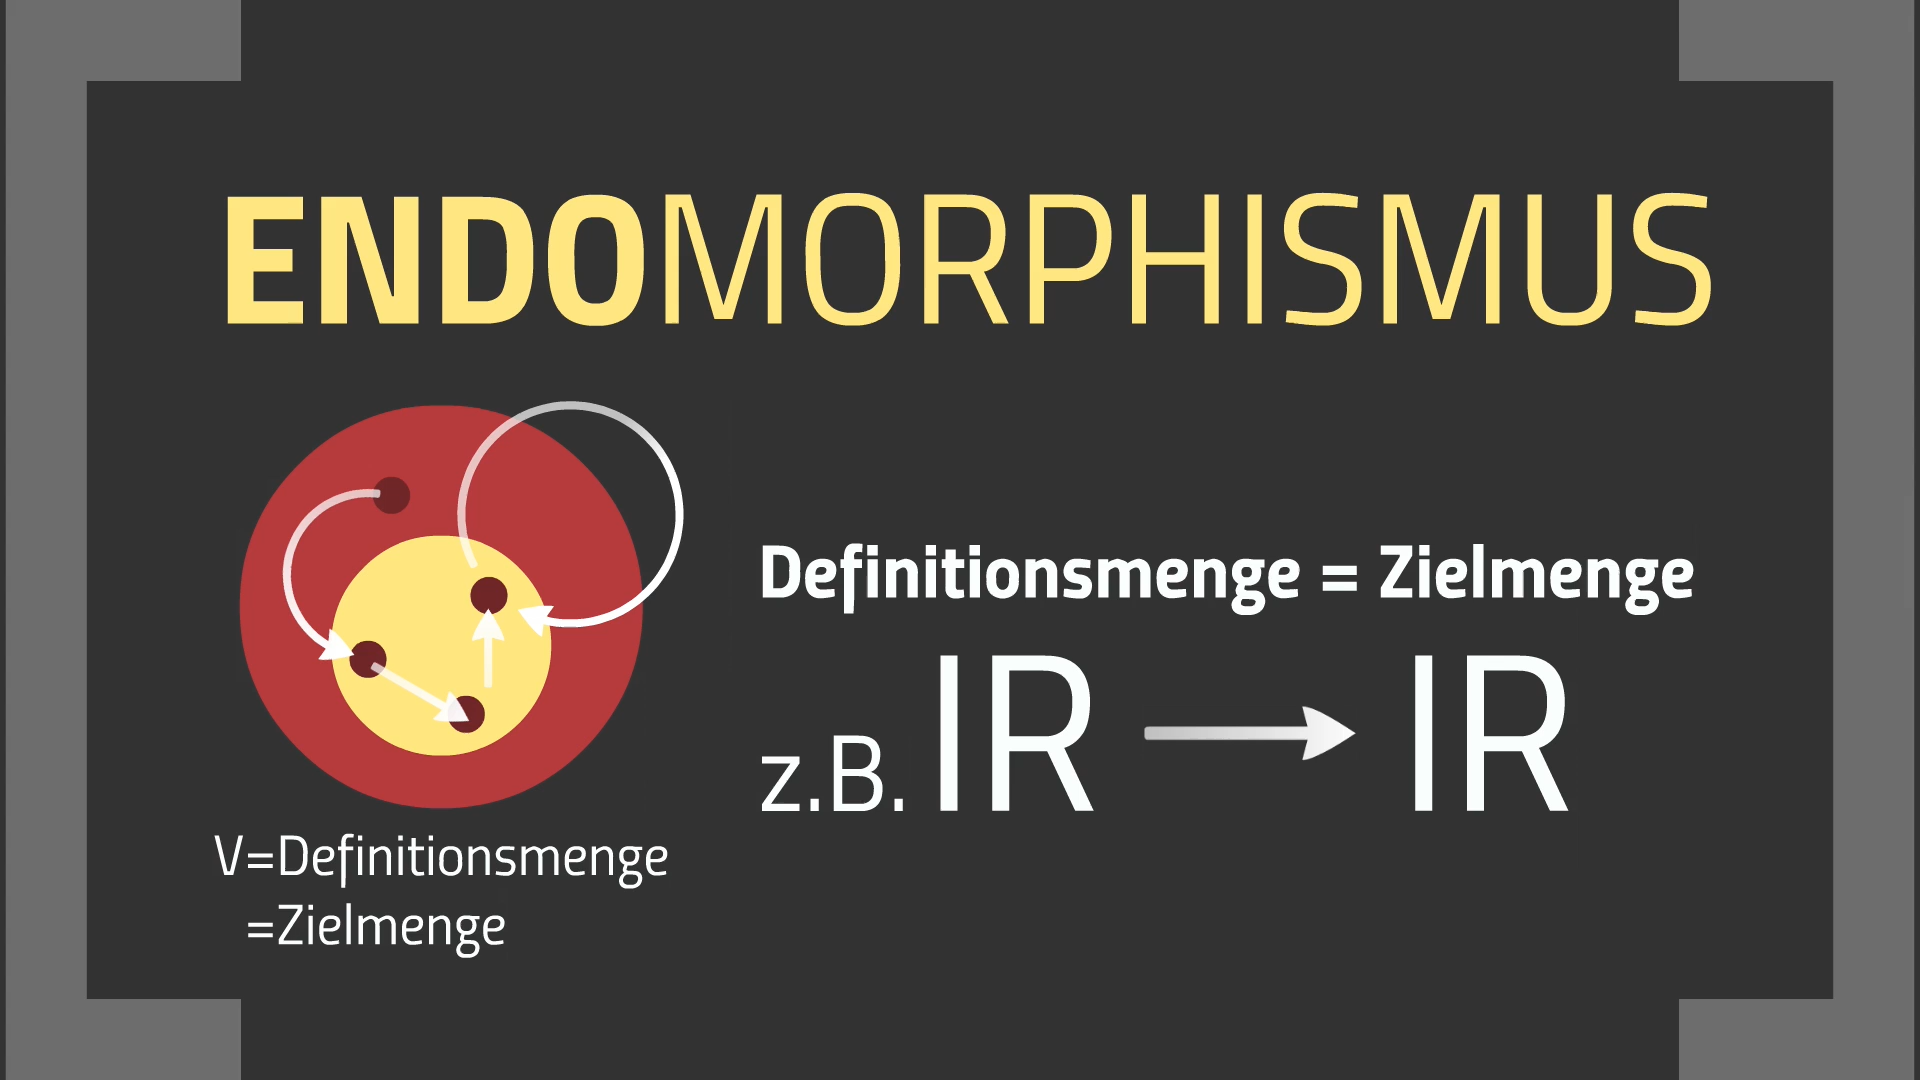 ENDOMORPHISMUS
Definitionsmenge = Zielmenge
z.B. IR → IR
V=Definitionsmenge
=Zielmenge